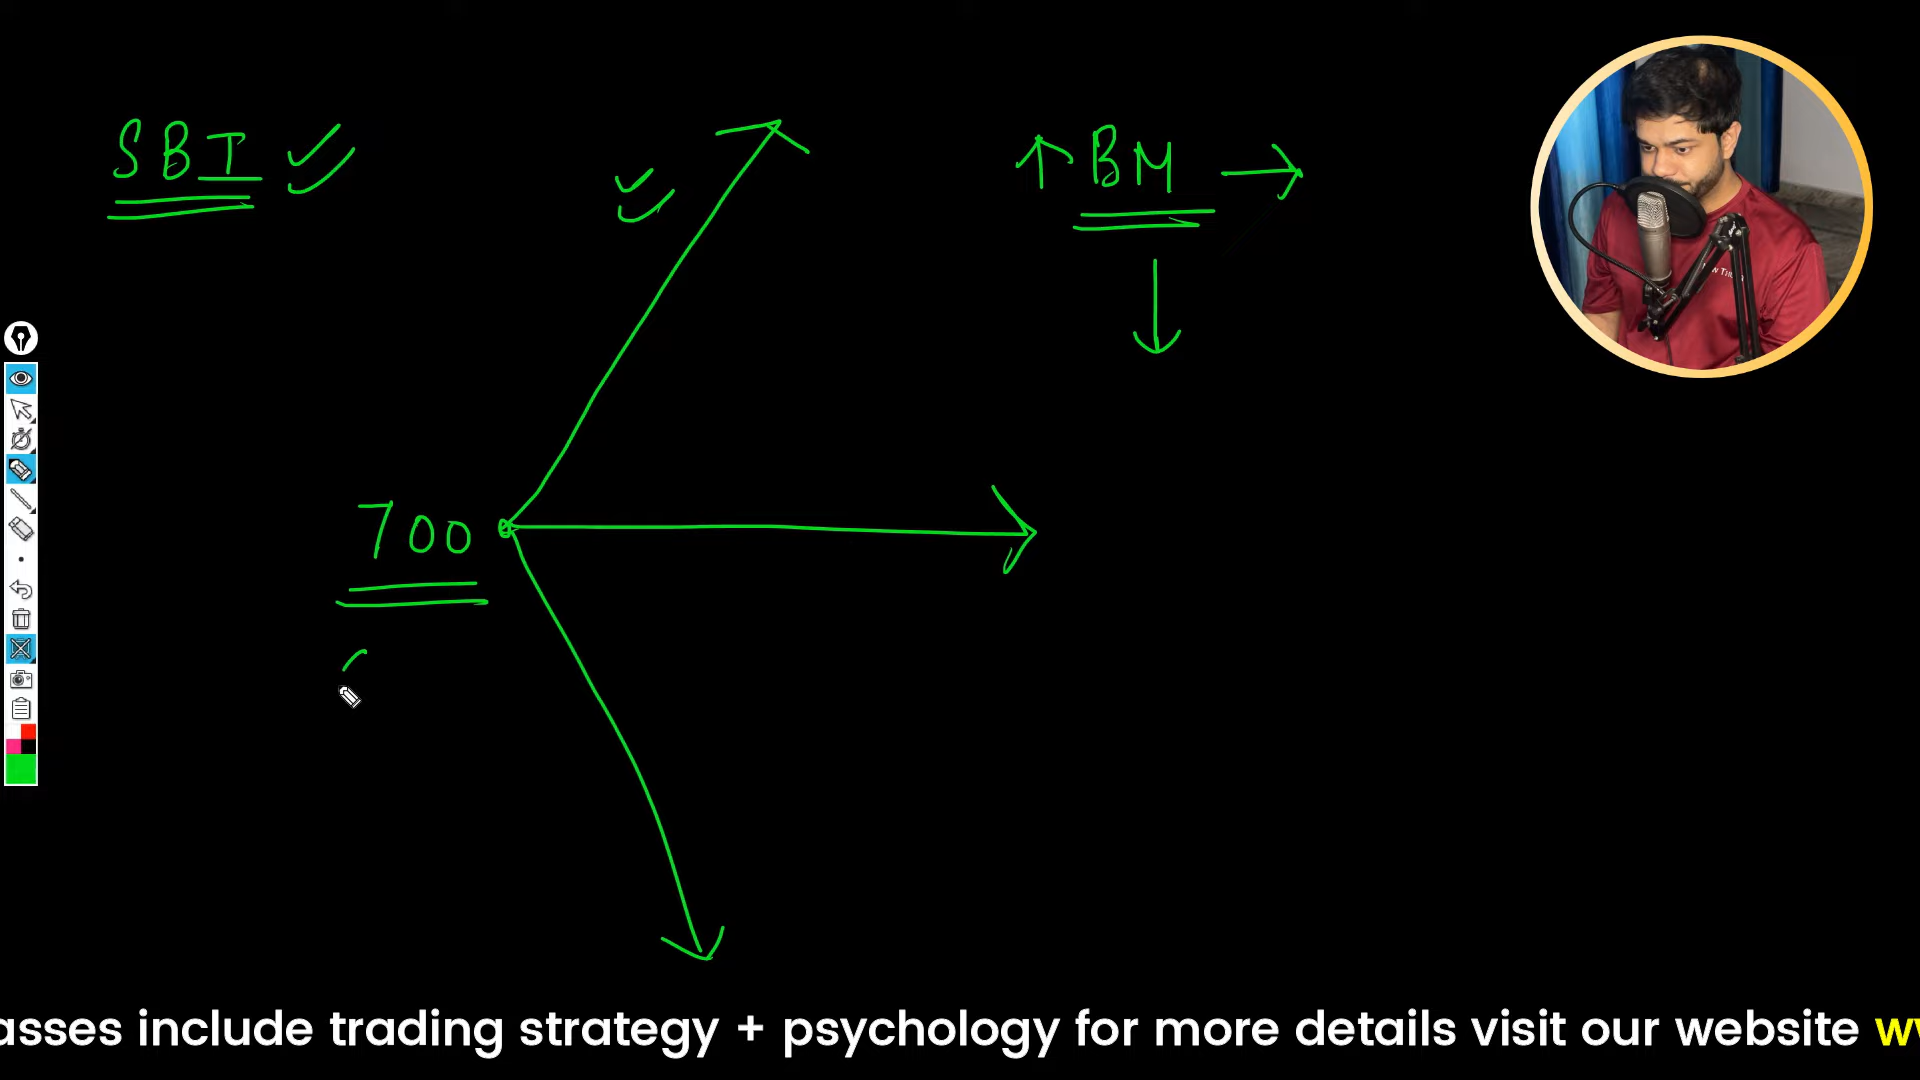 SBI
BM
700
asses include trading strategy + psychology for more details visit our website